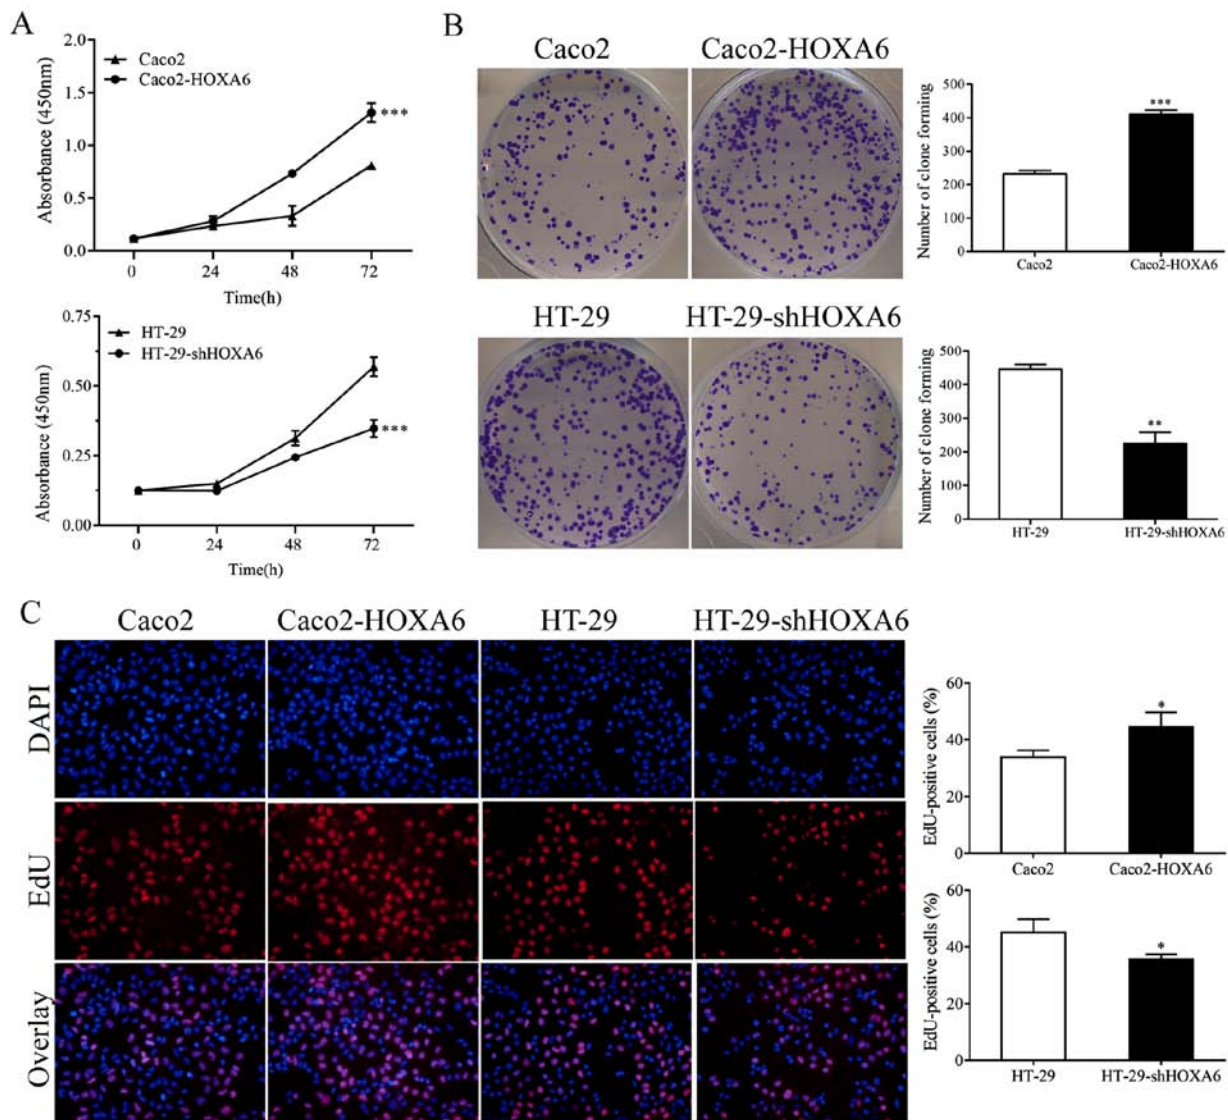 A
2.0
1.5
1.0
0.5
0.0
Absorbance (450nm)
Caco2
Caco2-HOXA6
***
0 24 48 72
Time(h)
0.75
0.50
0.25
0.00
Absorbance (450nm)
HT-29
HT-29-shHOXA6
***
0 24 48 72
Time(h)
B
Caco2 Caco2-HOXA6
Number of clone forming
500
400
300
200
100
0
***
Caco2 Caco2-HOXA6
HT-29 HT-29-shHOXA6
Number of clone forming
500
400
300
200
100
0
**
HT-29 HT-29-shHOXA6
C
Caco2 Caco2-HOXA6 HT-29 HT-29-shHOXA6
DAPI
EdU
Overlay
EdU-positive cells (%)
60
40
20
0
*
Caco2 Caco2-HOXA6
EdU-positive cells (%)
60
40
20
0
*
HT-29 HT-29-shHOXA6